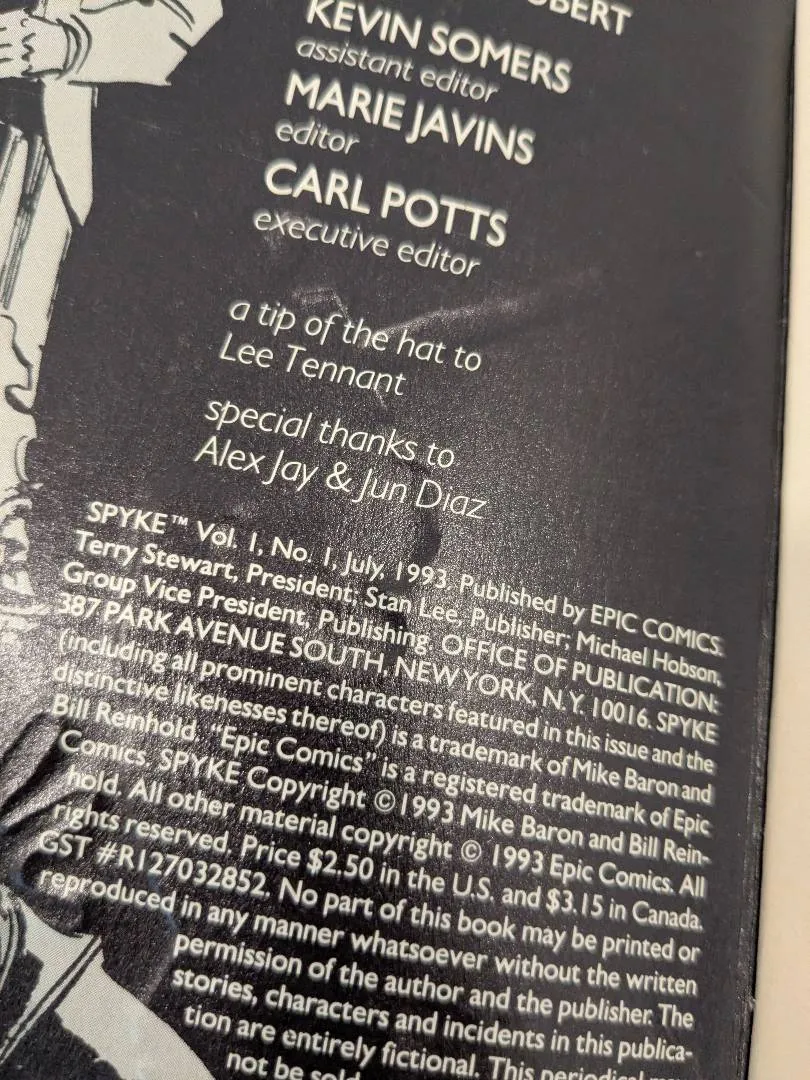 BERT
KEVIN SOMERS
assistant editor
MARIE JAVINS
editor
CARL POTTS
executive editor
a tip of the hat to
Lee Tennant
special thanks to
Alex Jay & Jun Diaz
SPYKE™ Vol. 1, No. 1, July, 1993. Published by EPIC COMICS.
Terry Stewart, President; Stan Lee, Publisher; Michael Hobson,
Group Vice President, Publishing. OFFICE OF PUBLICATION:
387 PARK AVENUE SOUTH, NEW YORK, N.Y. 10016. SPYKE
(including all prominent characters featured in this issue and the
distinctive likenesses thereof) is a trademark of Mike Baron and
Bill Reinhold. "Epic Comics" is a registered trademark of Epic
Comics. SPYKE Copyright © 1993 Mike Baron and Bill Rein-
hold. All other material copyright © 1993 Epic Comics. All
rights reserved. Price $2.50 in the U.S. and $3.15 in Canada.
GST #R127032852. No part of this book may be printed or
reproduced in any manner whatsoever without the written
permission of the author and the publisher. The
stories, characters and incidents in this publica-
tion are entirely fictional. This periodical
not be sold